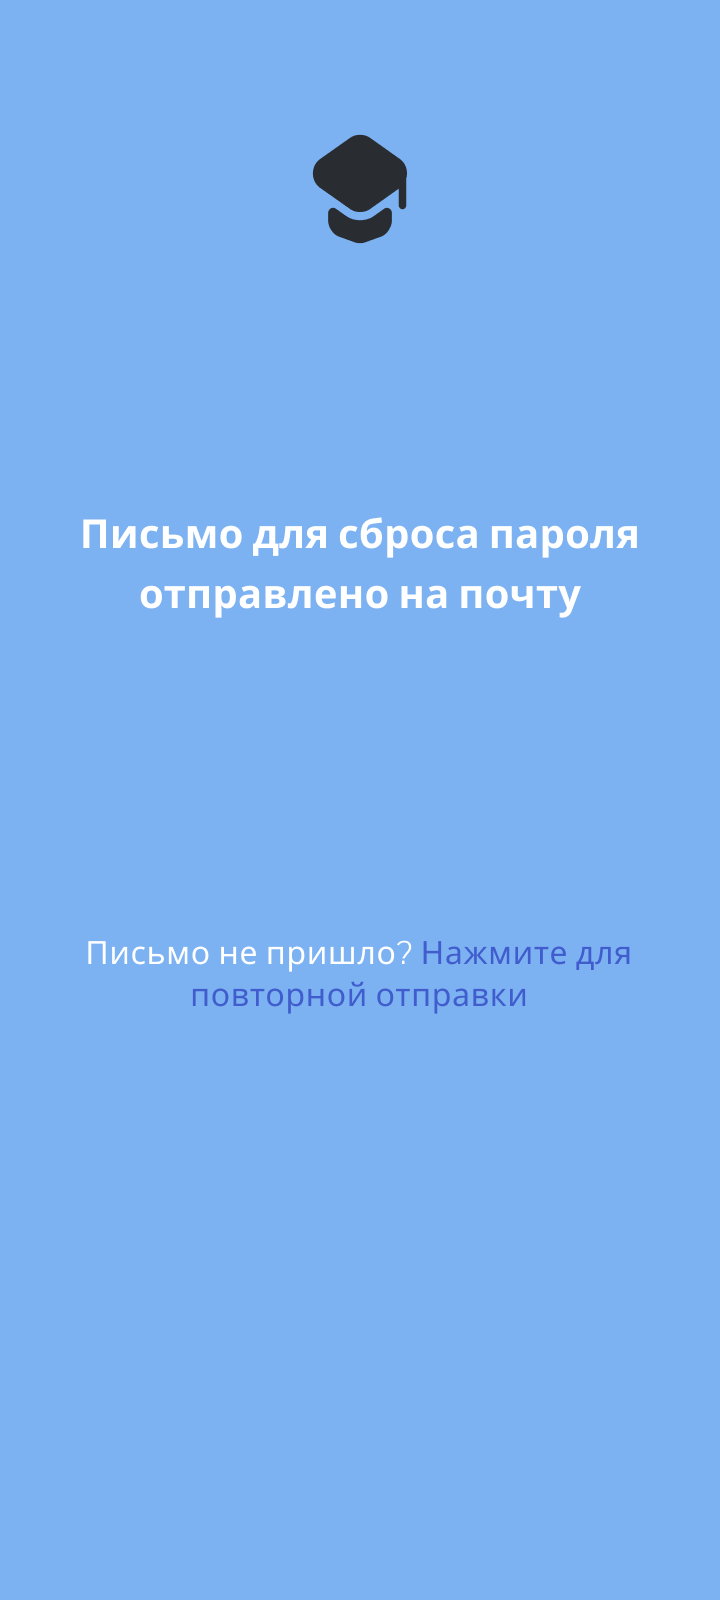 Письмо для сброса пароля
отправлено на почту
Письмо не пришло? Нажмите для
повторной отправки